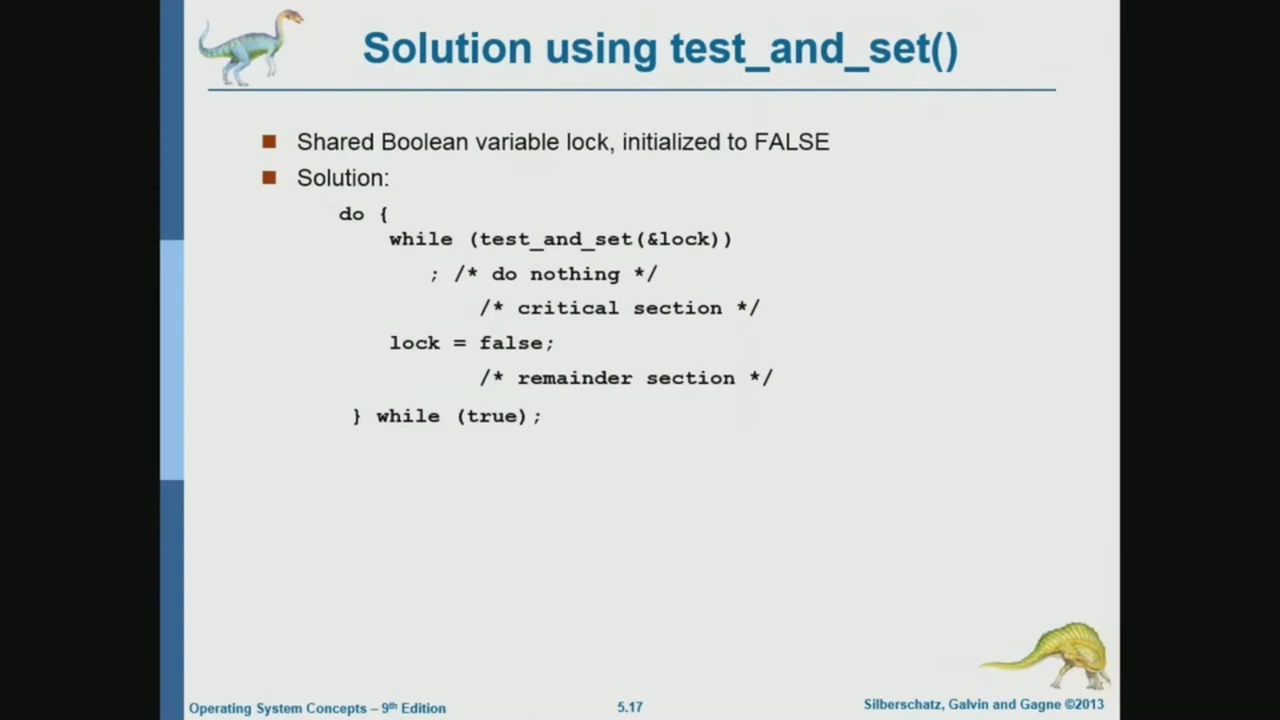 Solution using test_and_set()
Shared Boolean variable lock, initialized to FALSE
Solution:
do {
while (test_and_set(&lock))
; /* do nothing */
/* critical section */
lock = false;
/* remainder section */
} while (true);
Operating System Concepts – 9th Edition
5.17
Silberschatz, Galvin and Gagne ©2013